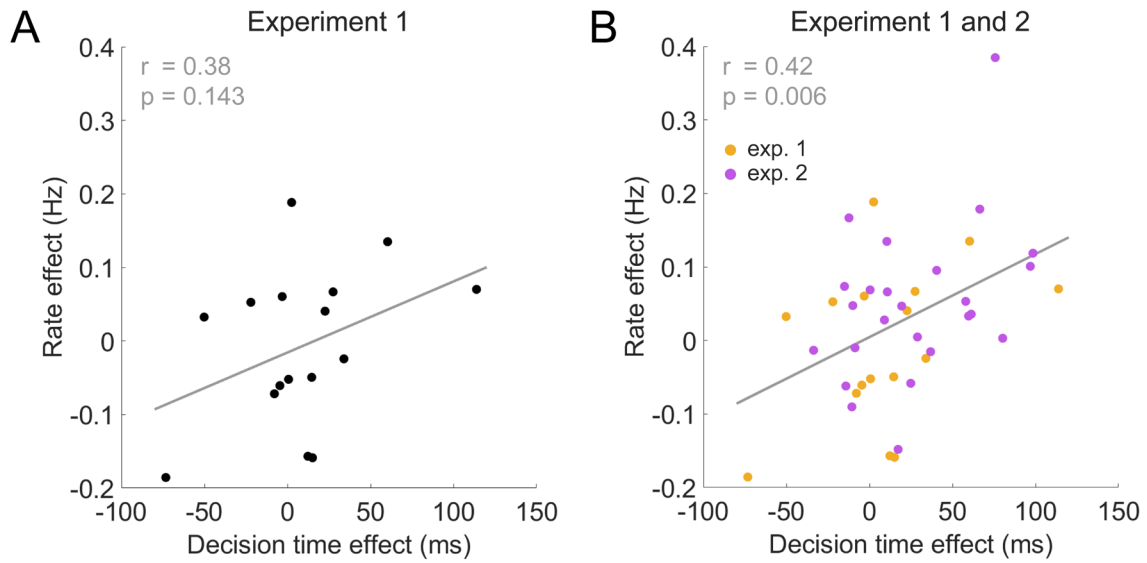 A
Experiment 1
r = 0.38
p = 0.143
0.4
0.3
0.2
0.1
0
-0.1
-0.2
Rate effect (Hz)
-100
-50
0
50
100
150
Decision time effect (ms)
B
Experiment 1 and 2
r = 0.42
p = 0.006
exp. 1
exp. 2
0.4
0.3
0.2
0.1
0
-0.1
-0.2
Rate effect (Hz)
-100
-50
0
50
100
150
Decision time effect (ms)